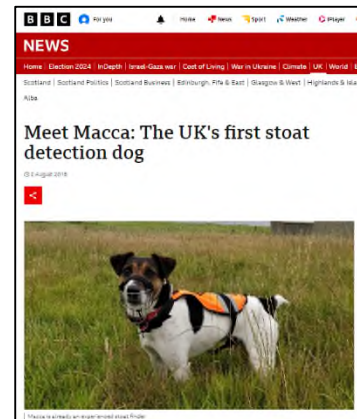 BBC For you Home News Sport Weather iPlayer
NEWS
Home | Election 2024 | InDepth | Israel-Gaza war | Cost of Living | War in Ukraine | Climate | UK | World |
Scotland | Scotland Politics | Scotland Business | Edinburgh, Fife & East | Glasgow & West | Highlands &
Alba
Meet Macca: The UK's first stoat
detection dog
2 August 2019
Macca is already an experienced stoat finder